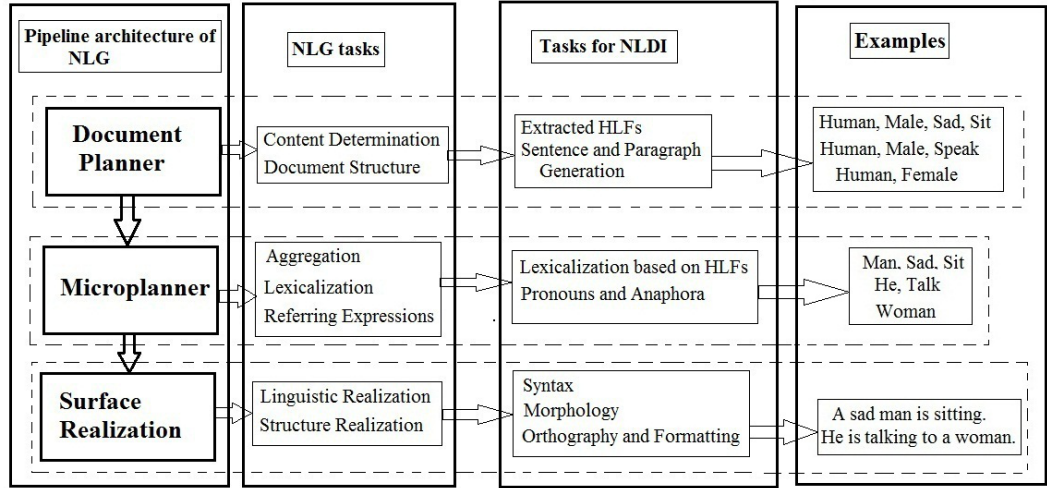 Pipeline architecture of
NLG
NLG tasks
Tasks for NLDI
Examples
Document
Planner
Content Determination
Document Structure
Extracted HLFs
Sentence and Paragraph
Generation
Human, Male, Sad, Sit
Human, Male, Speak
Human, Female
Microplanner
Aggregation
Lexicalization
Referring Expressions
Lexicalization based on HLFs
Pronouns and Anaphora
Man, Sad, Sit
He, Talk
Woman
Surface
Realization
Linguistic Realization
Structure Realization
Syntax
Morphology
Orthography and Formatting
A sad man is sitting.
He is talking to a woman.